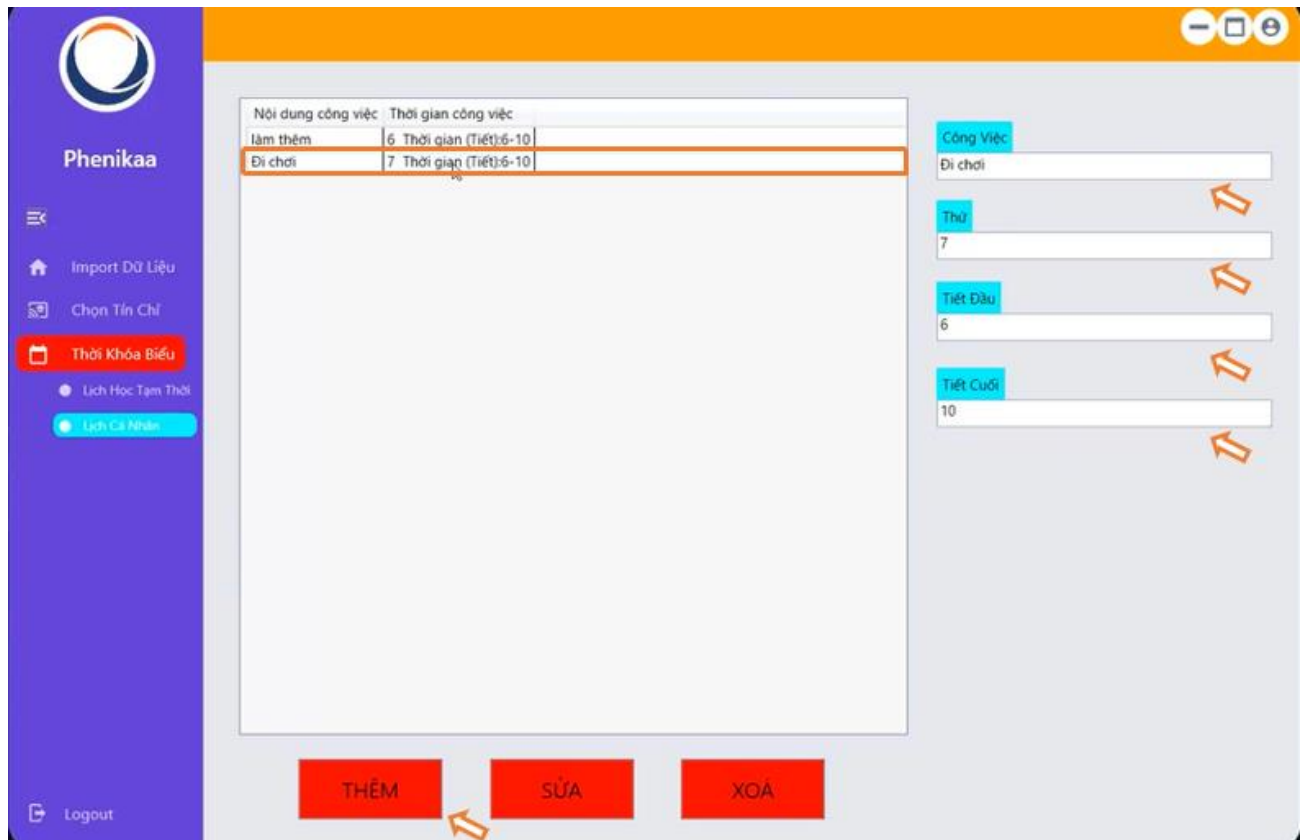 Phenikaa
Import Dữ Liệu
Chọn Tín Chỉ
Thời Khóa Biểu
Lịch Học Tạm Thời
Lịch Cá Nhân
Logout
Nội dung công việc Thời gian công việc
làm thêm 6 Thời gian (Tiết):6-10
Đi chơi 7 Thời gian (Tiết):6-10
Công Việc
Đi chơi
Thứ
7
Tiết Đầu
6
Tiết Cuối
10
THÊM SỬA XOÁ